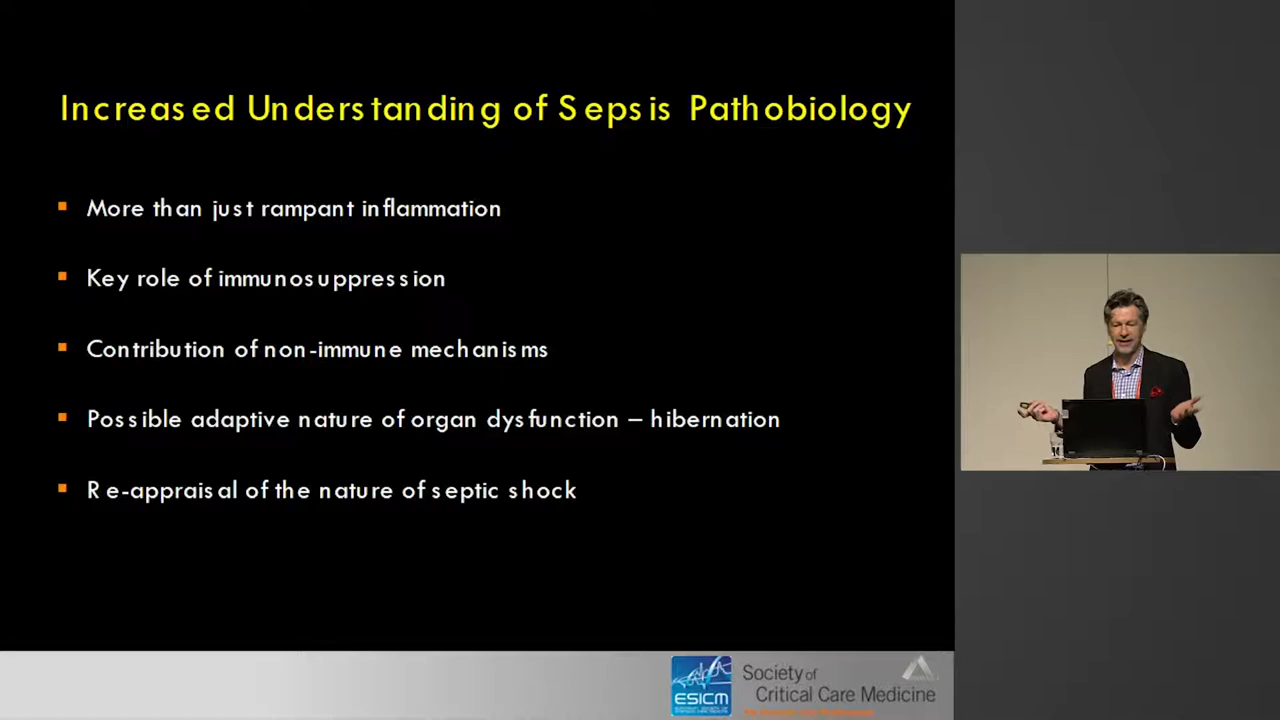 Increased Understanding of Sepsis Pathobiology
More than just rampant inflammation
Key role of immunosuppression
Contribution of non-immune mechanisms
Possible adaptive nature of organ dysfunction – hibernation
Re-appraisal of the nature of septic shock
ESICM
Society of
Critical Care Medicine